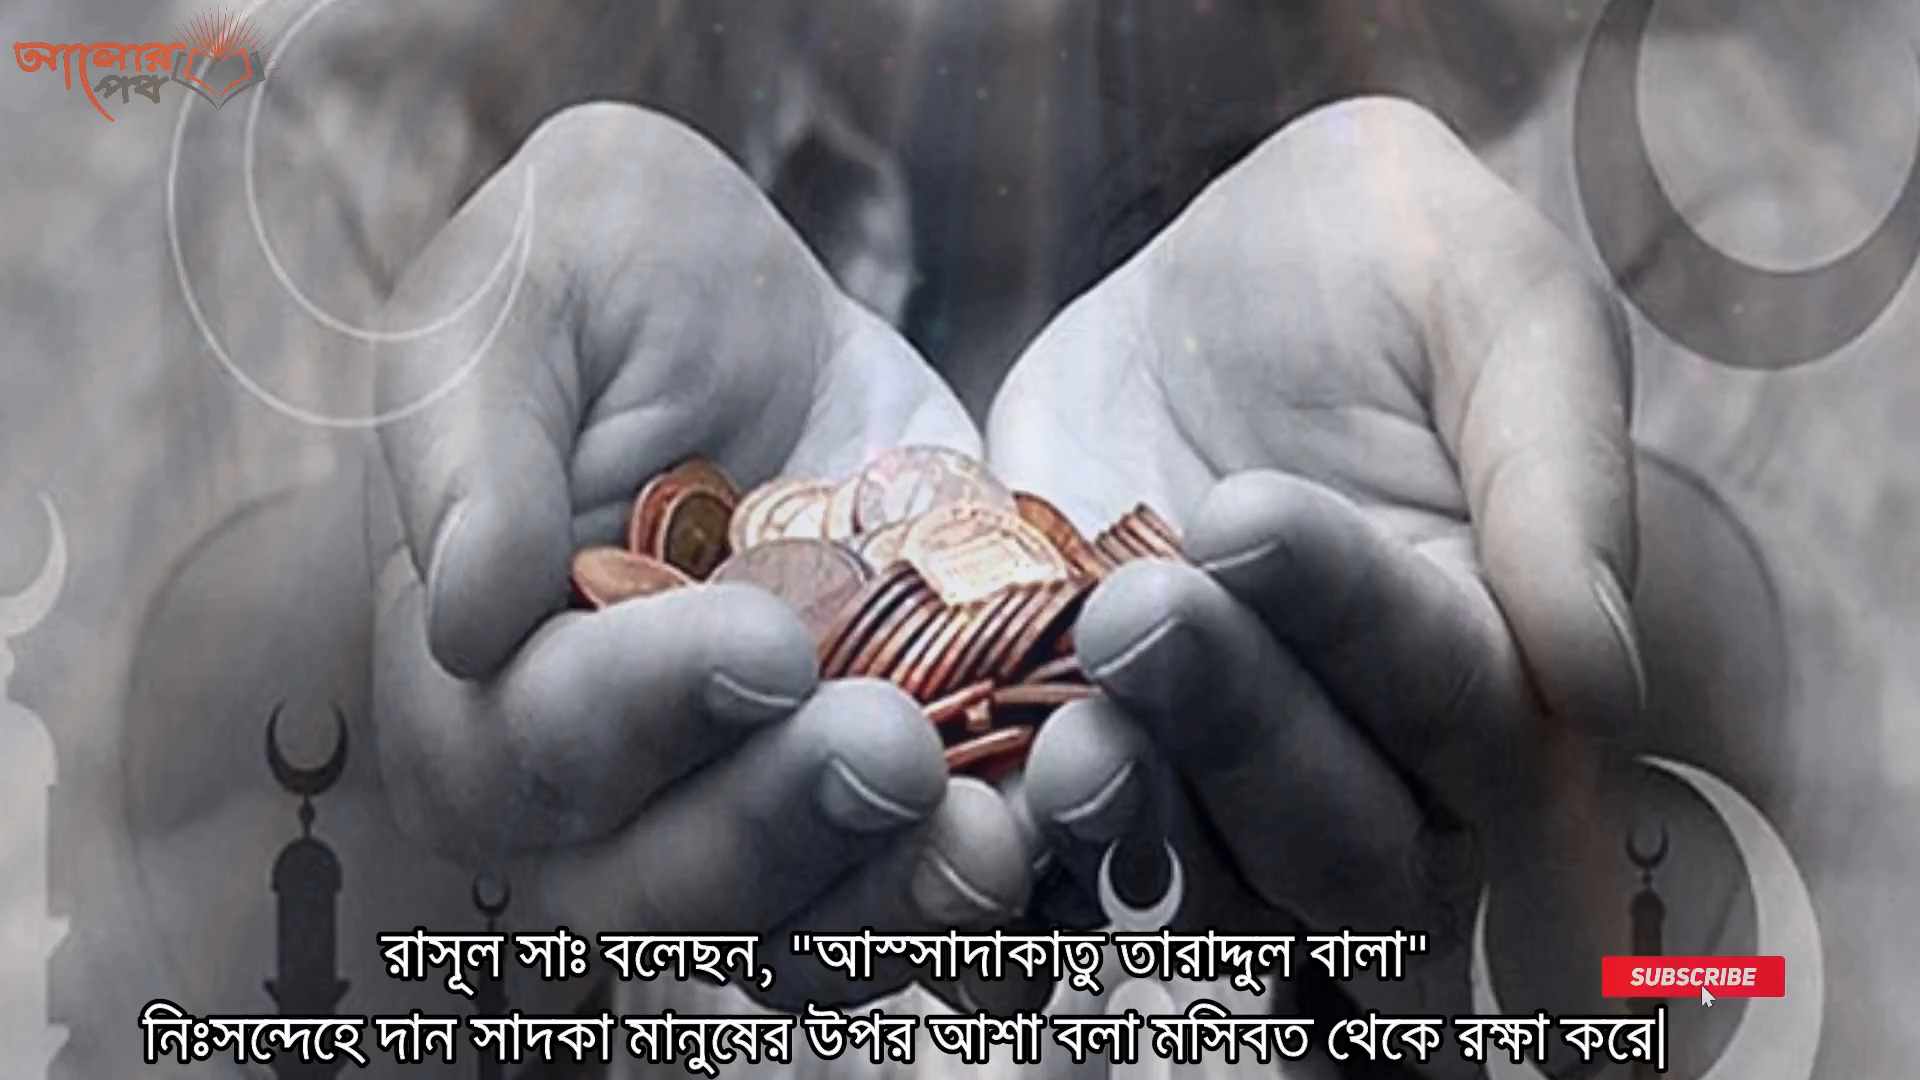 আলোর
পথ
রাসূল সাঃ বলেছন, "আস্সাদাকাতু তারাদ্দুল বালা"
SUBSCRIBE
নিঃসন্দেহে দান সাদকা মানুষের উপর আশা বলা মসিবত থেকে রক্ষা করে|